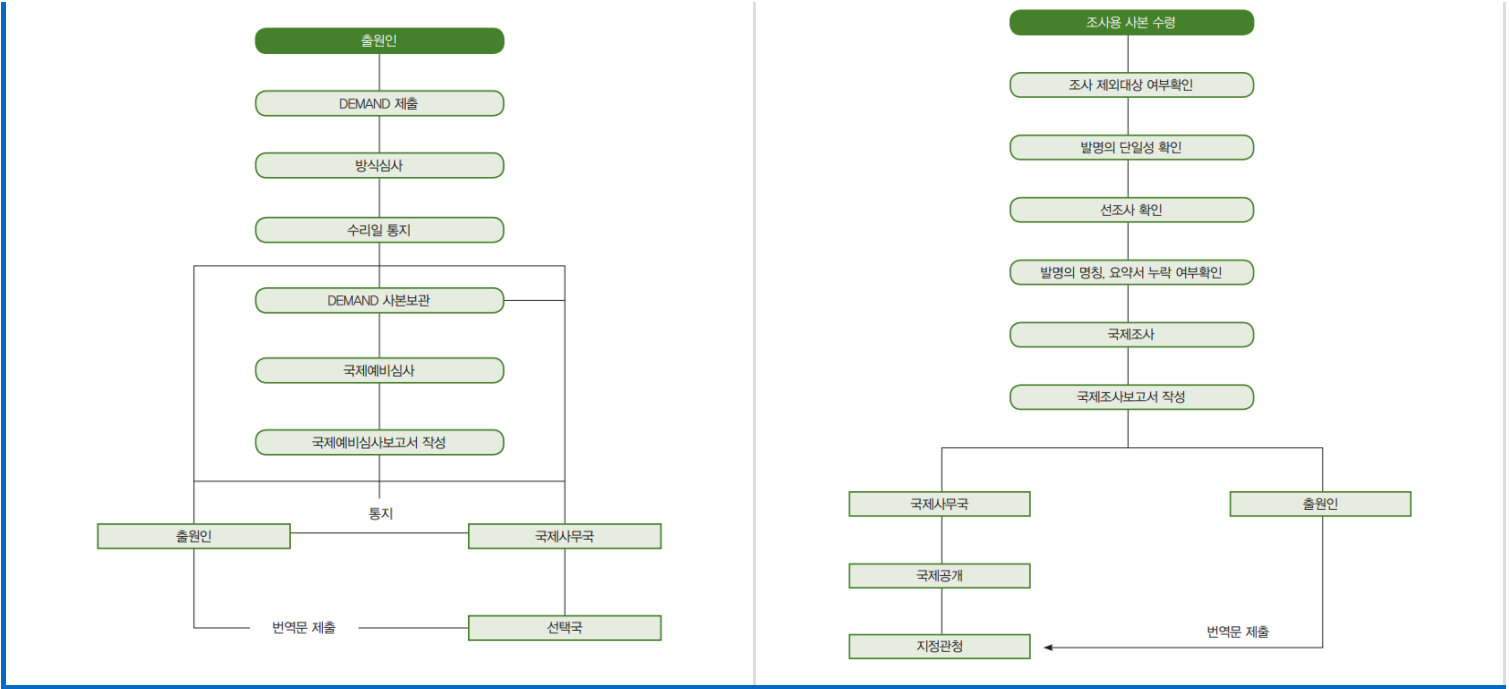 출원인
DEMAND 제출
방식심사
수리일 통지
DEMAND 사본보관
국제예비심사
국제예비심사보고서 작성
통지
출원인
국제사무국
번역문 제출
선택국
조사용 사본 수령
조사 제외대상 여부확인
발명의 단일성 확인
선조사 확인
발명의 명칭, 요약서 누락 여부확인
국제조사
국제조사보고서 작성
국제사무국
출원인
국제공개
번역문 제출
지정관청